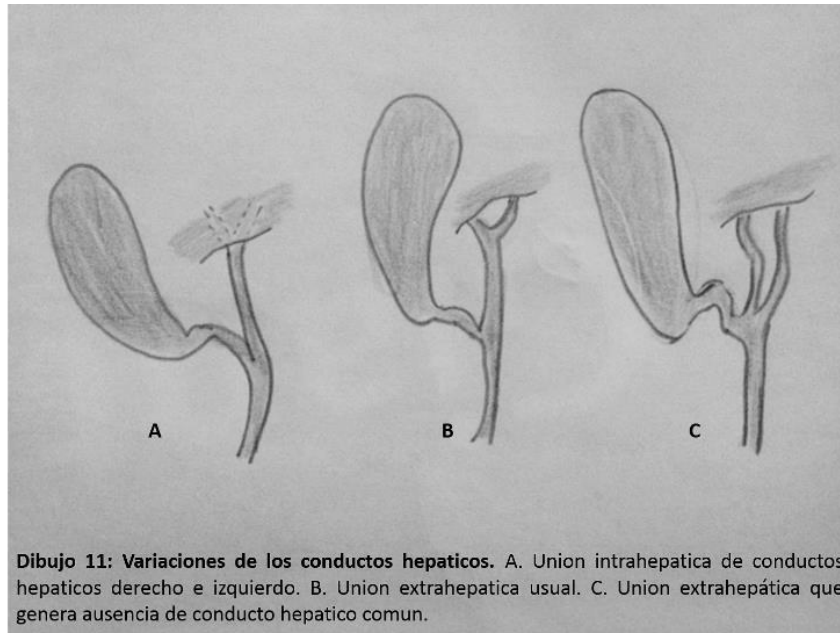 A
B
C
Dibujo 11: Variaciones de los conductos hepaticos. A. Union intrahepatica de conductos
hepaticos derecho e izquierdo. B. Union extrahepatica usual. C. Union extrahepática que
genera ausencia de conducto hepatico comun.